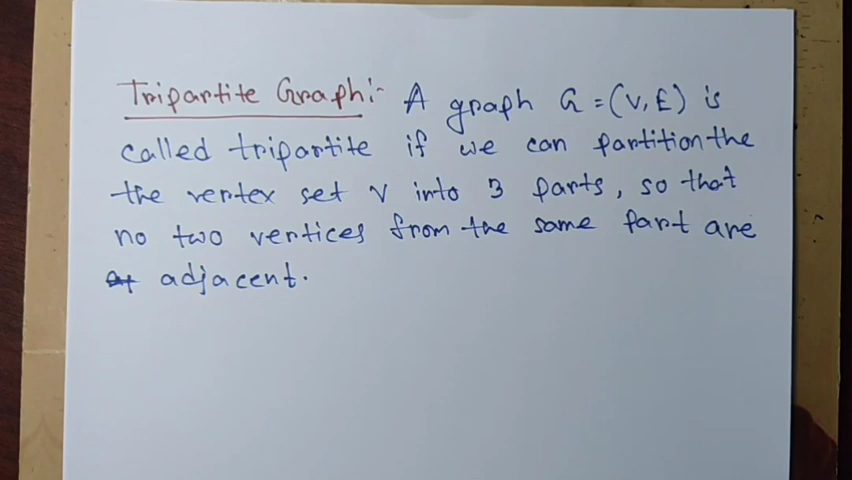 Tripartite Graph:- A graph G = (V, E) is
called tripartite if we can partition the
the vertex set V into 3 parts, so that
no two vertices from the same part are
adjacent.